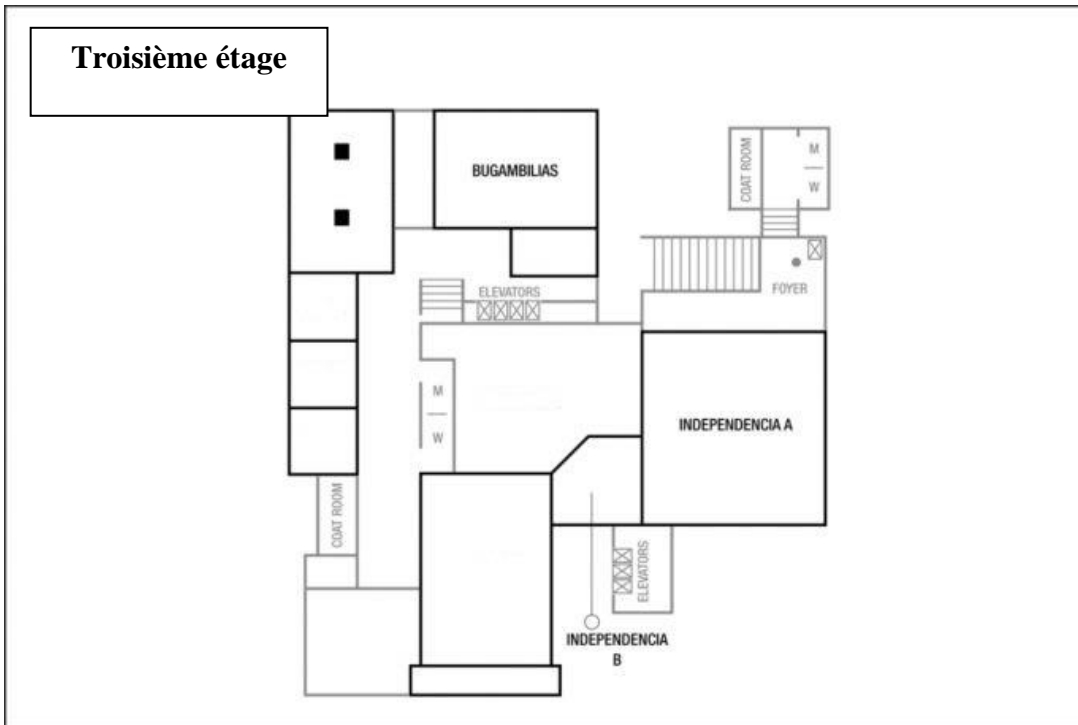 Troisième étage
BUGAMBILIAS
COAT ROOM
M
W
ELEVATORS
FOYER
M
W
INDEPENDENCIA A
COAT ROOM
ELEVATORS
INDEPENDENCIA
B